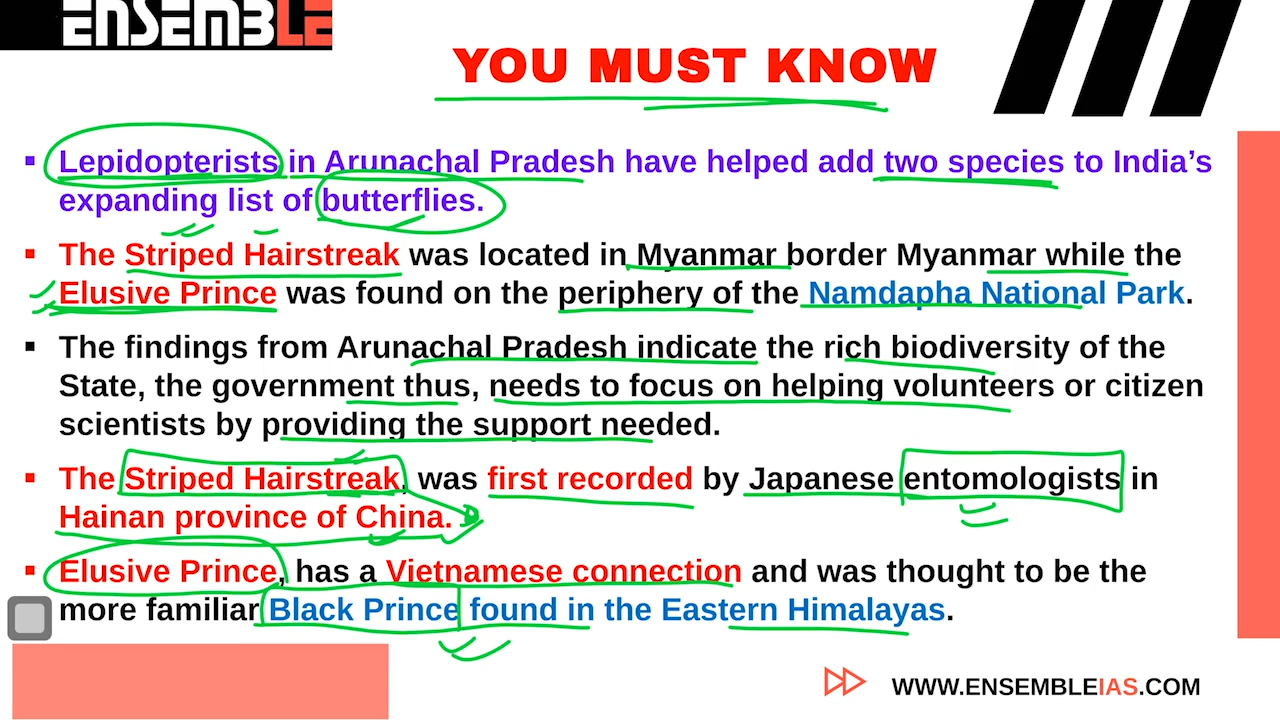 ENSEMBLE
YOU MUST KNOW
▪ Lepidopterists in Arunachal Pradesh have helped add two species to India’s
expanding list of butterflies.
▪ The Striped Hairstreak was located in Myanmar border Myanmar while the
Elusive Prince was found on the periphery of the Namdapha National Park.
▪ The findings from Arunachal Pradesh indicate the rich biodiversity of the
State, the government thus, needs to focus on helping volunteers or citizen
scientists by providing the support needed.
▪ The Striped Hairstreak, was first recorded by Japanese entomologists in
Hainan province of China.
▪ Elusive Prince, has a Vietnamese connection and was thought to be the
more familiar Black Prince found in the Eastern Himalayas.
WWW.ENSEMBLEIAS.COM